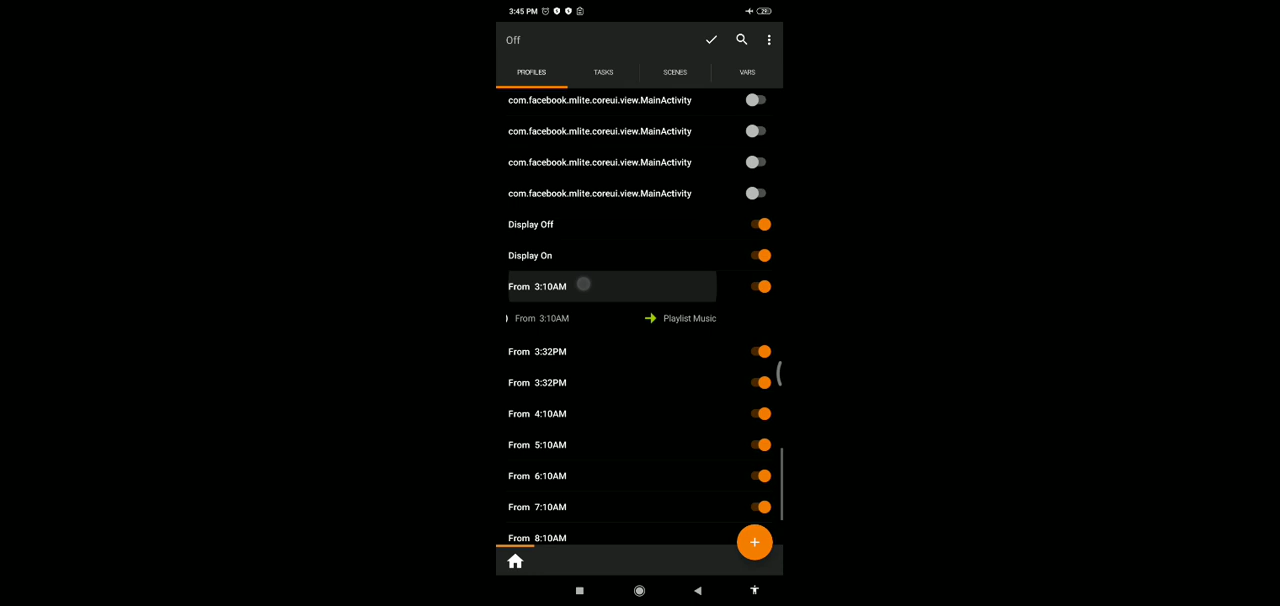 3:45 PM
29
Off
PROFILES TASKS SCENES VARS
com.facebook.mlite.coreui.view.MainActivity
com.facebook.mlite.coreui.view.MainActivity
com.facebook.mlite.coreui.view.MainActivity
com.facebook.mlite.coreui.view.MainActivity
Display Off
Display On
From 3:10AM
From 3:10AM Playlist Music
From 3:32PM
From 3:32PM
From 4:10AM
From 5:10AM
From 6:10AM
From 7:10AM
From 8:10AM